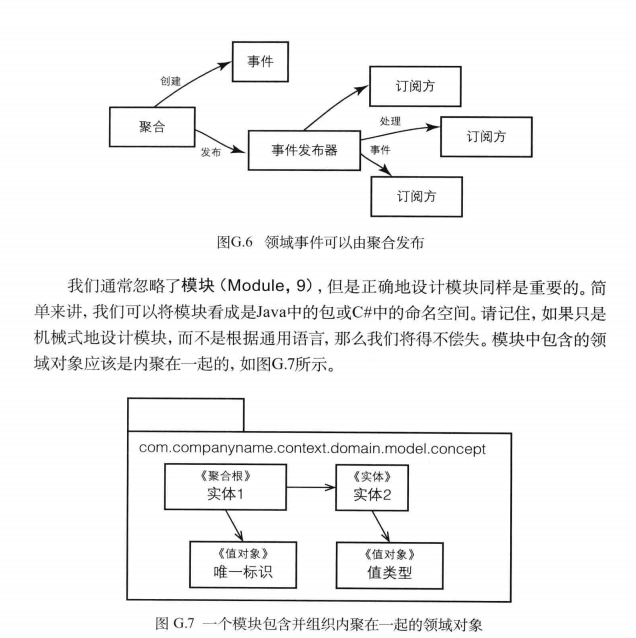 事件
创建
订阅方
聚合
处理
订阅方
发布
事件发布器
事件
订阅方
图G.6 领域事件可以由聚合发布
我们通常忽略了模块（Module，9），但是正确地设计模块同样是重要的。简
单来讲，我们可以将模块看成是Java中的包或C#中的命名空间。请记住，如果只是
机械式地设计模块，而不是根据通用语言，那么我们将得不偿失。模块中包含的领
域对象应该是内聚在一起的，如图G.7所示。
com.companyname.context.domain.model.concept
《聚合根》
实体1
《实体》
实体2
《值对象》
唯一标识
《值对象》
值类型
图 G.7 一个模块包含并组织内聚在一起的领域对象